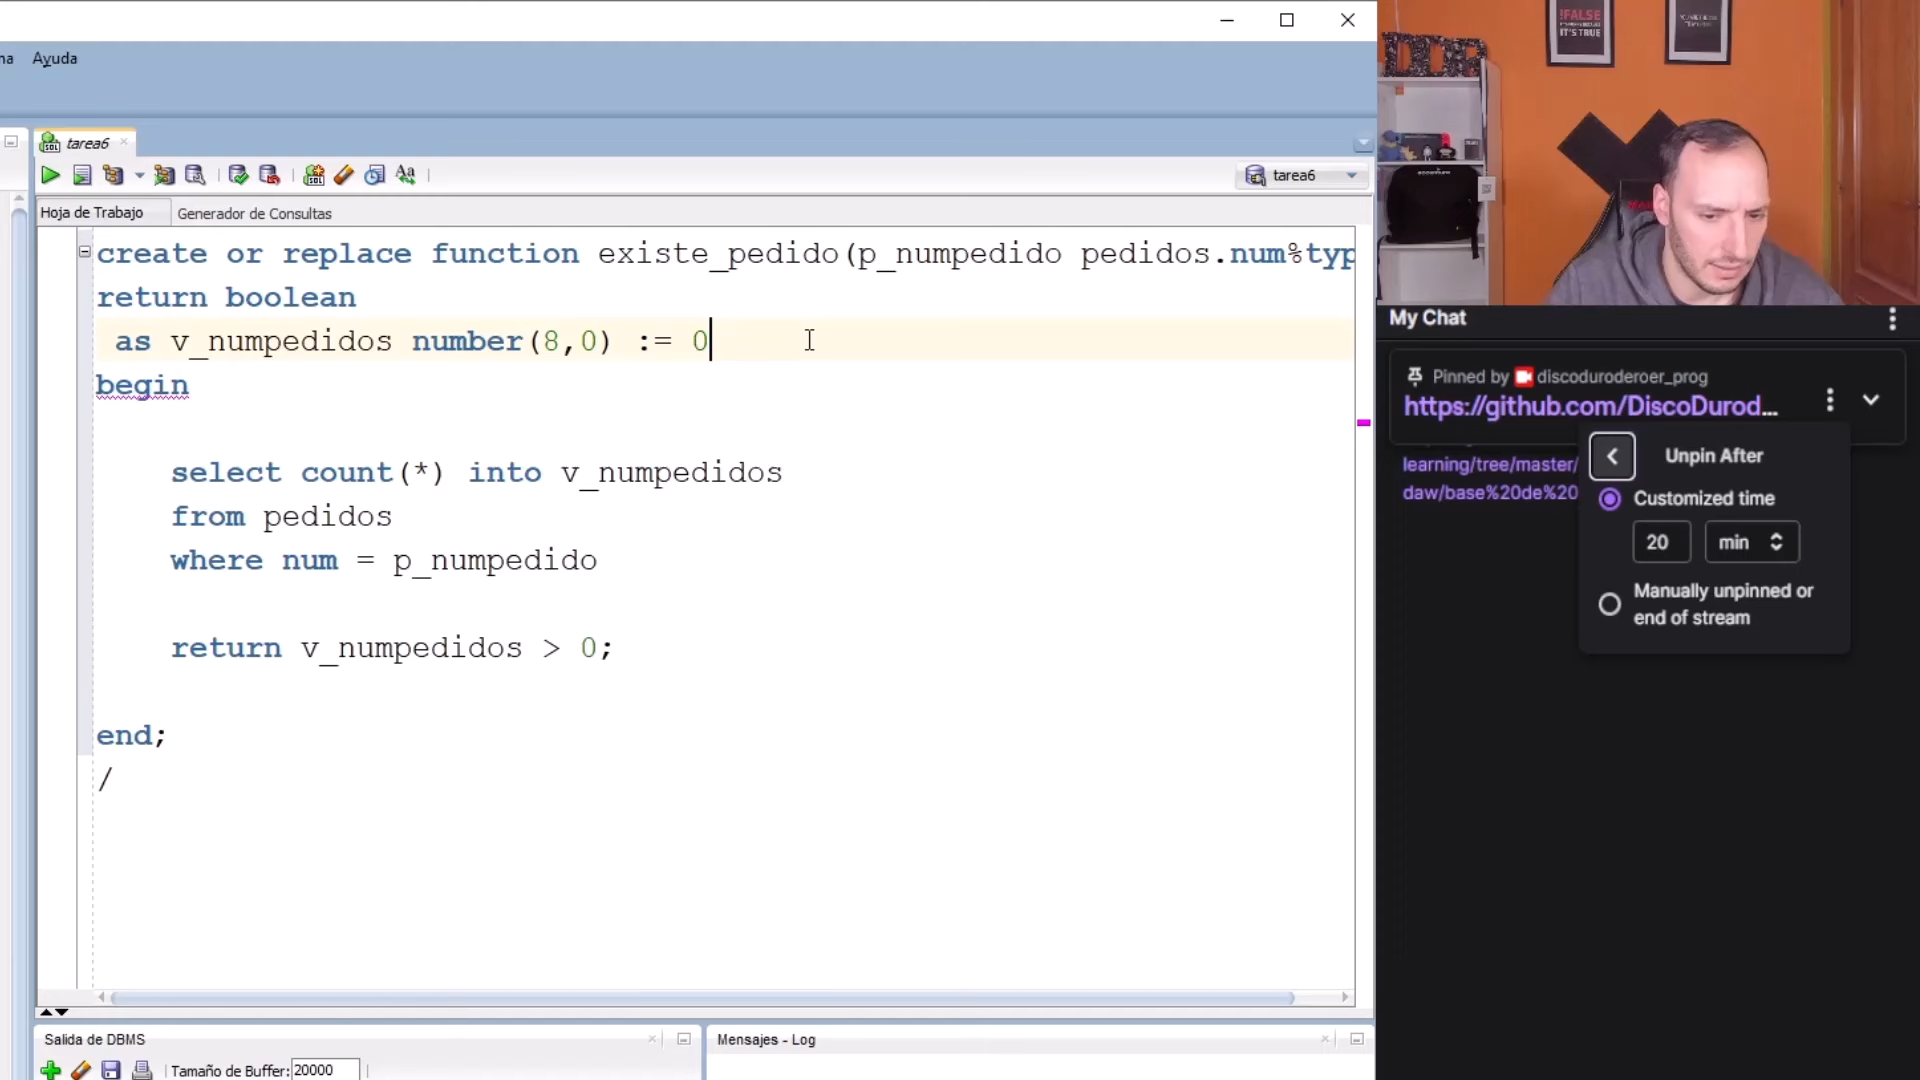 na Ayuda
tarea6
tarea6
Hoja de Trabajo Generador de Consultas
create or replace function existe_pedido(p_numpedido pedidos.num%typ
return boolean
as v_numpedidos number(8,0) := 0
begin
select count(*) into v_numpedidos
from pedidos
where num = p_numpedido
return v_numpedidos > 0;
end;
/
Salida de DBMS
Mensajes - Log
Tamaño de Buffer: 20000
!FALSE
IT'S TRUE
My Chat
Pinned by discoduroderoer_prog
https://github.com/DiscoDurod...
learning/tree/master/
daw/base%20de%20
Unpin After
Customized time
20 min
Manually unpinned or
end of stream